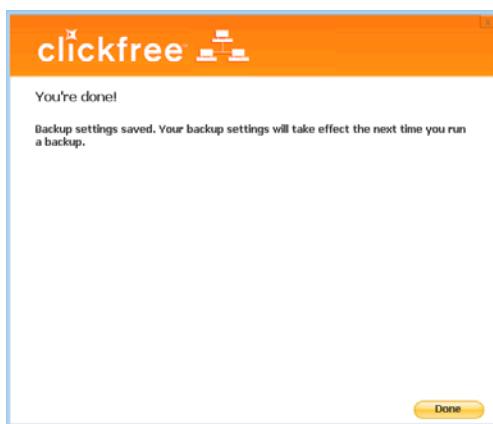 clickfree
You're done!
Backup settings saved. Your backup settings will take effect the next time you run
a backup.
Done